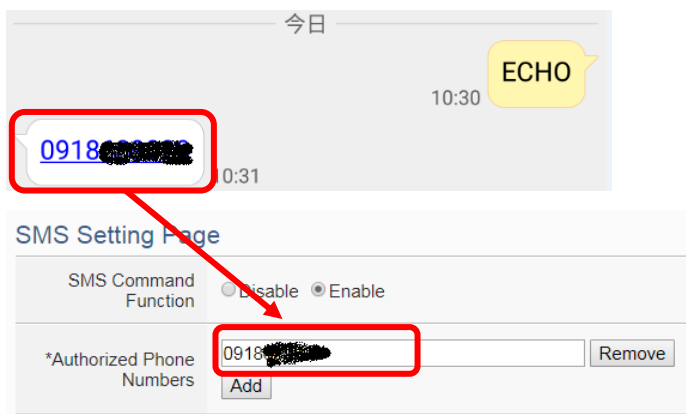 今日
ECHO
10:30
0918
10:31
SMS Setting Page
SMS Command Function
Disable Enable
*Authorized Phone Numbers
0918
Remove
Add